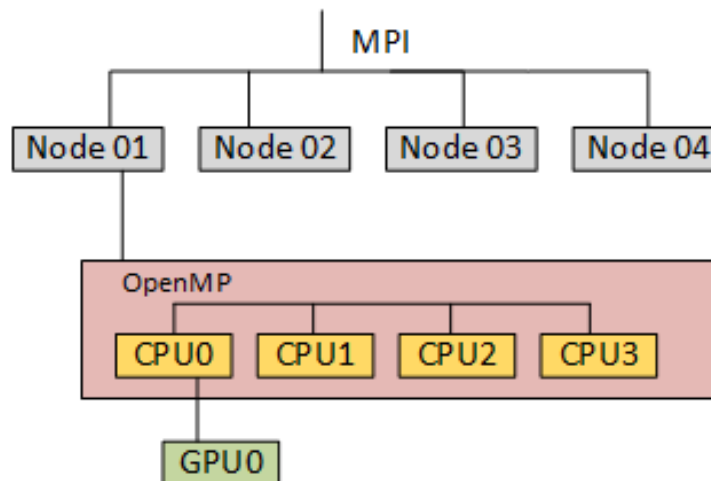 MPI
Node 01 Node 02 Node 03 Node 04
OpenMP
CPU0 CPU1 CPU2 CPU3
GPU0